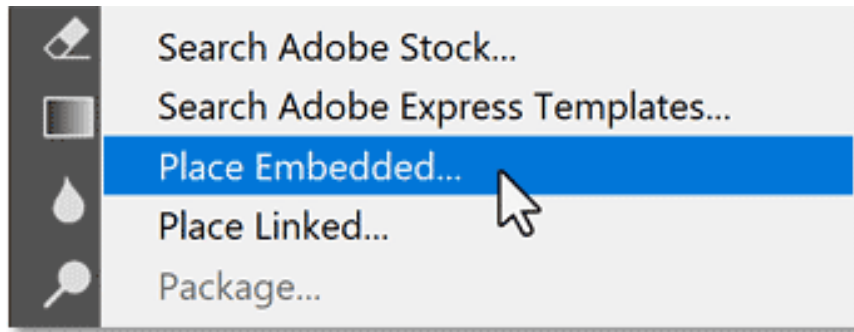 Search Adobe Stock...
Search Adobe Express Templates...
Place Embedded...
Place Linked...
Package...